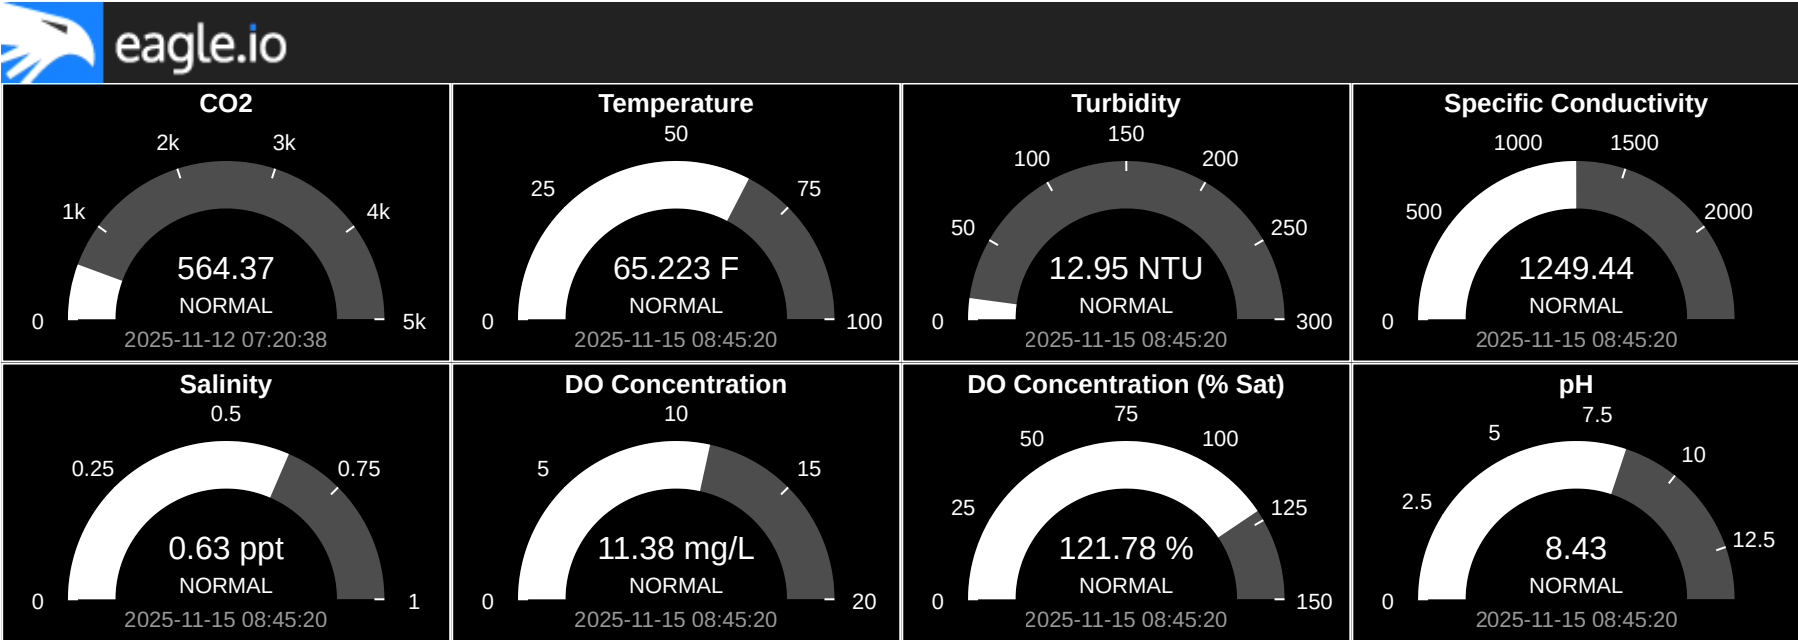 eagle.io
CO2
2k
3k
1k
4k
564.37
NORMAL
0
5k
2025-11-12 07:20:38
Temperature
50
25
75
65.223 F
NORMAL
0
100
2025-11-15 08:45:20
Turbidity
150
100
200
50
250
12.95 NTU
NORMAL
0
300
2025-11-15 08:45:20
Specific Conductivity
1000
1500
500
2000
1249.44
NORMAL
0
2025-11-15 08:45:20
Salinity
0.5
0.25
0.75
0.63 ppt
NORMAL
0
1
2025-11-15 08:45:20
DO Concentration
10
5
15
11.38 mg/L
NORMAL
0
20
2025-11-15 08:45:20
DO Concentration (% Sat)
75
50
100
25
125
121.78 %
NORMAL
0
150
2025-11-15 08:45:20
pH
7.5
5
10
2.5
12.5
8.43
NORMAL
0
2025-11-15 08:45:20